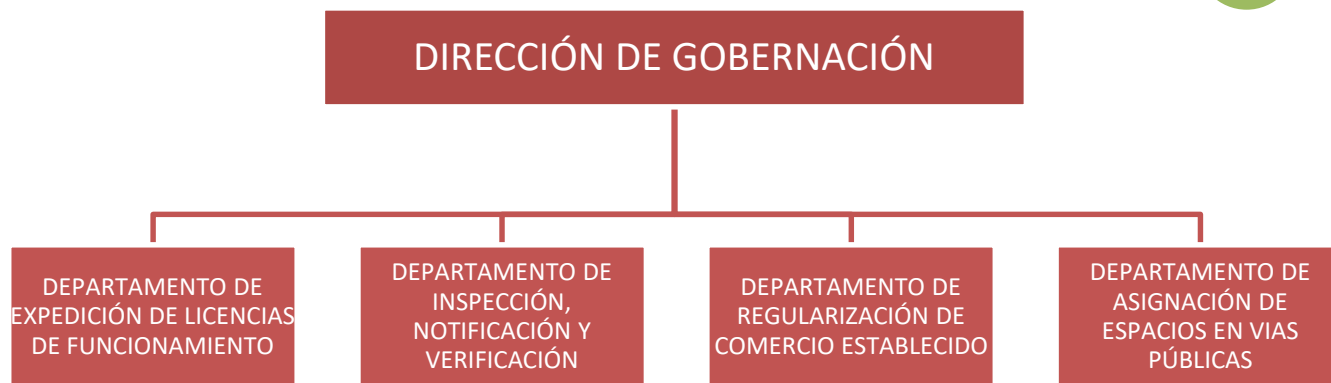 DIRECCIÓN DE GOBERNACIÓN
DEPARTAMENTO DE
EXPEDICIÓN DE LICENCIAS
DE FUNCIONAMIENTO
DEPARTAMENTO DE
INSPECCIÓN,
NOTIFICACIÓN Y
VERIFICACIÓN
DEPARTAMENTO DE
REGULARIZACIÓN DE
COMERCIO ESTABLECIDO
DEPARTAMENTO DE
ASIGNACIÓN DE
ESPACIOS EN VIAS
PÚBLICAS